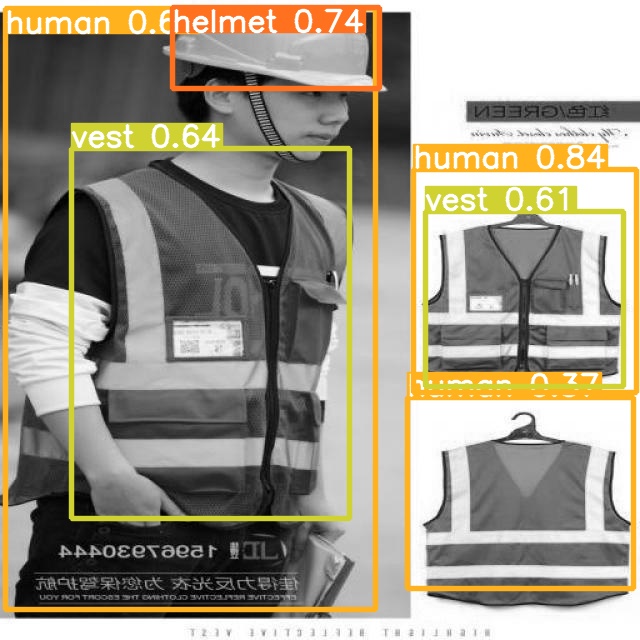 human 0.6
helmet 0.74
vest 0.64
红色/GREEN
human 0.84
vest 0.61
human 0.37
15967930444
佳得力反光衣 为您保驾护航
EFFECTIVE REFLECTIVE CLOTHING THE ESCORT FOR YOU
HIGHLIGHT REFLECTIVE VEST